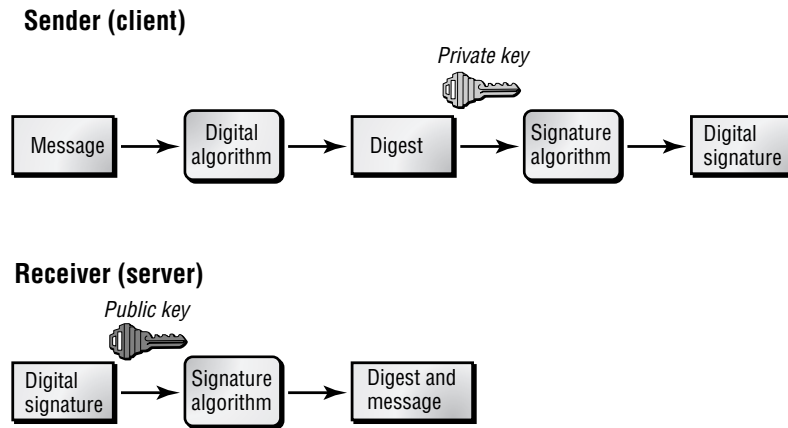 Sender (client)
Private key
Message
Digital
algorithm
Digest
Signature
algorithm
Digital
signature
Receiver (server)
Public key
Digital
signature
Signature
algorithm
Digest and
message